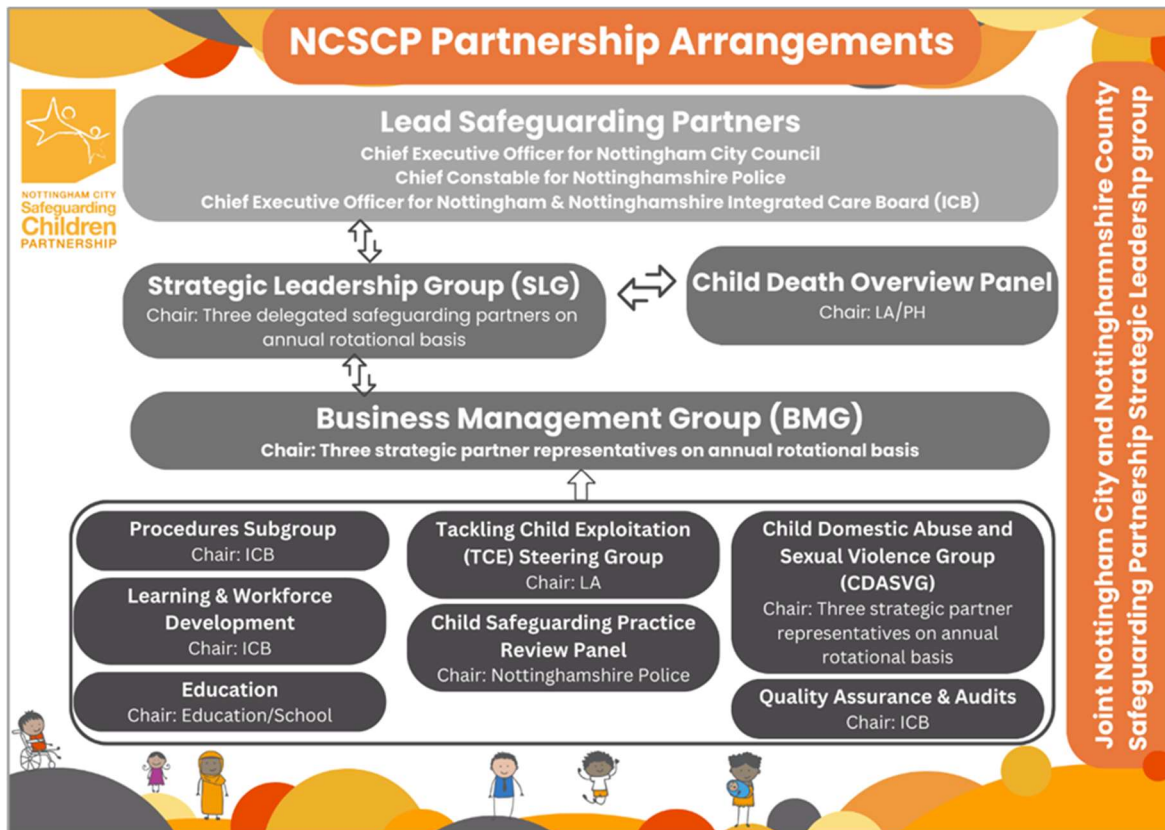 NCSCP Partnership Arrangements
NOTTINGHAM CITY
Safeguarding
Children
PARTNERSHIP
Lead Safeguarding Partners
Chief Executive Officer for Nottingham City Council
Chief Constable for Nottinghamshire Police
Chief Executive Officer for Nottingham & Nottinghamshire Integrated Care Board (ICB)
Strategic Leadership Group (SLG)
Chair: Three delegated safeguarding partners on
annual rotational basis
Child Death Overview Panel
Chair: LA/PH
Business Management Group (BMG)
Chair: Three strategic partner representatives on annual rotational basis
Procedures Subgroup
Chair: ICB
Learning & Workforce
Development
Chair: ICB
Education
Chair: Education/School
Tackling Child Exploitation
(TCE) Steering Group
Chair: LA
Child Safeguarding Practice
Review Panel
Chair: Nottinghamshire Police
Child Domestic Abuse and
Sexual Violence Group
(CDASVG)
Chair: Three strategic partner
representatives on annual
rotational basis
Quality Assurance & Audits
Chair: ICB
Joint Nottingham City and Nottinghamnshire County
Safeguarding Partnership Strategic Leadershp group